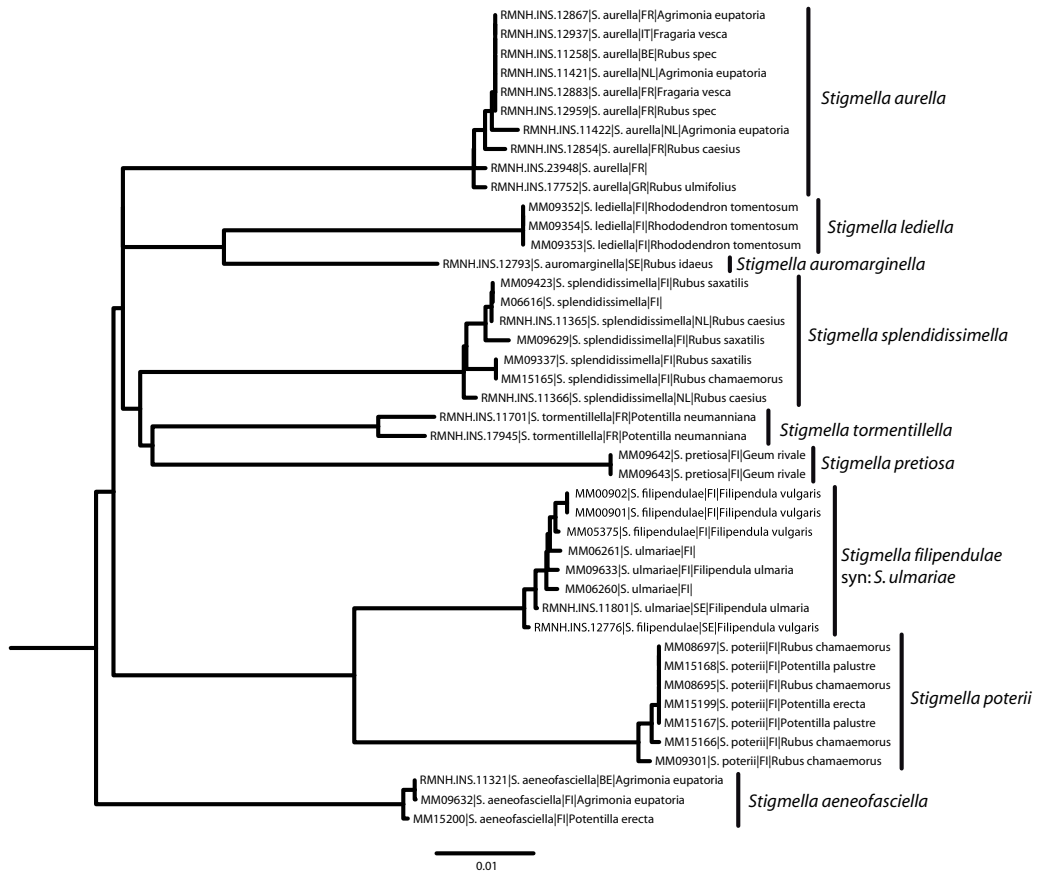 RMNH.INS.12867|S. aurella|FR|Agrimonia eupatoria
RMNH.INS.12937|S. aurella|IT|Fragaria vesca
RMNH.INS.11258|S. aurella|BE|Rubus spec
RMNH.INS.11421|S. aurella|NL|Agrimonia eupatoria
RMNH.INS.12883|S. aurella|FR|Fragaria vesca
RMNH.INS.12959|S. aurella|FR|Rubus spec
RMNH.INS.11422|S. aurella|NL|Agrimonia eupatoria
RMNH.INS.12854|S. aurella|FR|Rubus caesius
RMNH.INS.23948|S. aurella|FR|
RMNH.INS.17752|S. aurella|GR|Rubus ulmifolius
Stigmella aurella
MM09352|S. lediella|FI|Rhododendron tomentosum
MM09354|S. lediella|FI|Rhododendron tomentosum
MM09353|S. lediella|FI|Rhododendron tomentosum
Stigmella lediella
RMNH.INS.12793|S. auromarginella|SE|Rubus idaeus
Stigmella auromarginella
MM09423|S. splendidissimella|FI|Rubus saxatilis
M06616|S. splendidissimella|FI|
RMNH.INS.11365|S. splendidissimella|NL|Rubus caesius
MM09629|S. splendidissimella|FI|Rubus saxatilis
MM09337|S. splendidissimella|FI|Rubus saxatilis
MM15165|S. splendidissimella|FI|Rubus chamaemorus
RMNH.INS.11366|S. splendidissimella|NL|Rubus caesius
Stigmella splendidissimella
RMNH.INS.11701|S. tormentillella|FR|Potentilla neumanniana
RMNH.INS.17945|S. tormentillella|FR|Potentilla neumanniana
Stigmella tormentillella
MM09642|S. pretiosa|FI|Geum rivale
MM09643|S. pretiosa|FI|Geum rivale
Stigmella pretiosa
MM00902|S. filipendulae|FI|Filipendula vulgaris
MM00901|S. filipendulae|FI|Filipendula vulgaris
MM05375|S. filipendulae|FI|Filipendula vulgaris
MM06261|S. ulmariae|FI|
MM09633|S. ulmariae|FI|Filipendula ulmaria
MM06260|S. ulmariae|FI|
RMNH.INS.11801|S. ulmariae|SE|Filipendula ulmaria
RMNH.INS.12776|S. filipendulae|SE|Filipendula vulgaris
Stigmella filipendulae
syn: S. ulmariae
MM08697|S. poterii|FI|Rubus chamaemorus
MM15168|S. poterii|FI|Potentilla palustre
MM08695|S. poterii|FI|Rubus chamaemorus
MM15199|S. poterii|FI|Potentilla erecta
MM15167|S. poterii|FI|Potentilla palustre
MM15166|S. poterii|FI|Rubus chamaemorus
MM09301|S. poterii|FI|Rubus chamaemorus
Stigmella poterii
RMNH.INS.11321|S. aeneofasciella|BE|Agrimonia eupatoria
MM09632|S. aeneofasciella|FI|Agrimonia eupatoria
MM15200|S. aeneofasciella|FI|Potentilla erecta
Stigmella aeneofasciella
0.01